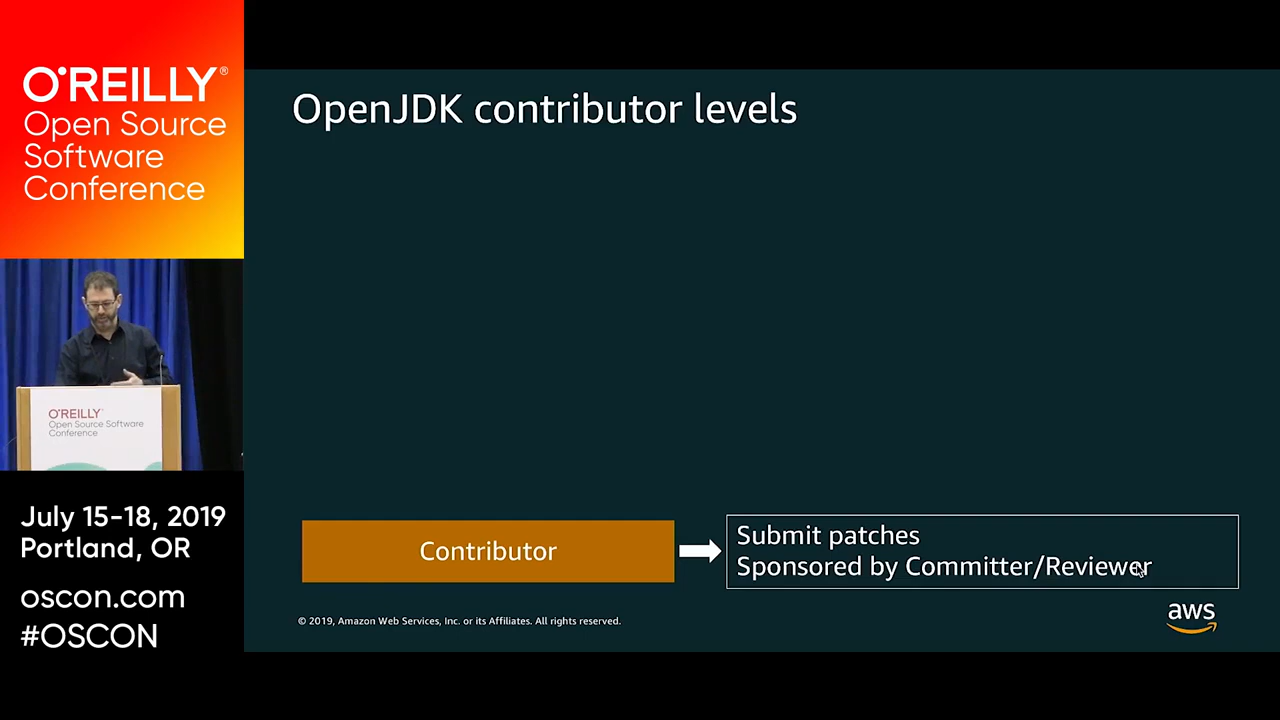 O'REILLY®
Open Source
Software
Conference
O'REILLY
Open Source Software
Conference
July 15-18, 2019
Portland, OR
oscon.com
#OSCON
OpenJDK contributor levels
Contributor
Submit patches
Sponsored by Committer/Reviewer
© 2019, Amazon Web Services, Inc. or its Affiliates. All rights reserved.
aws